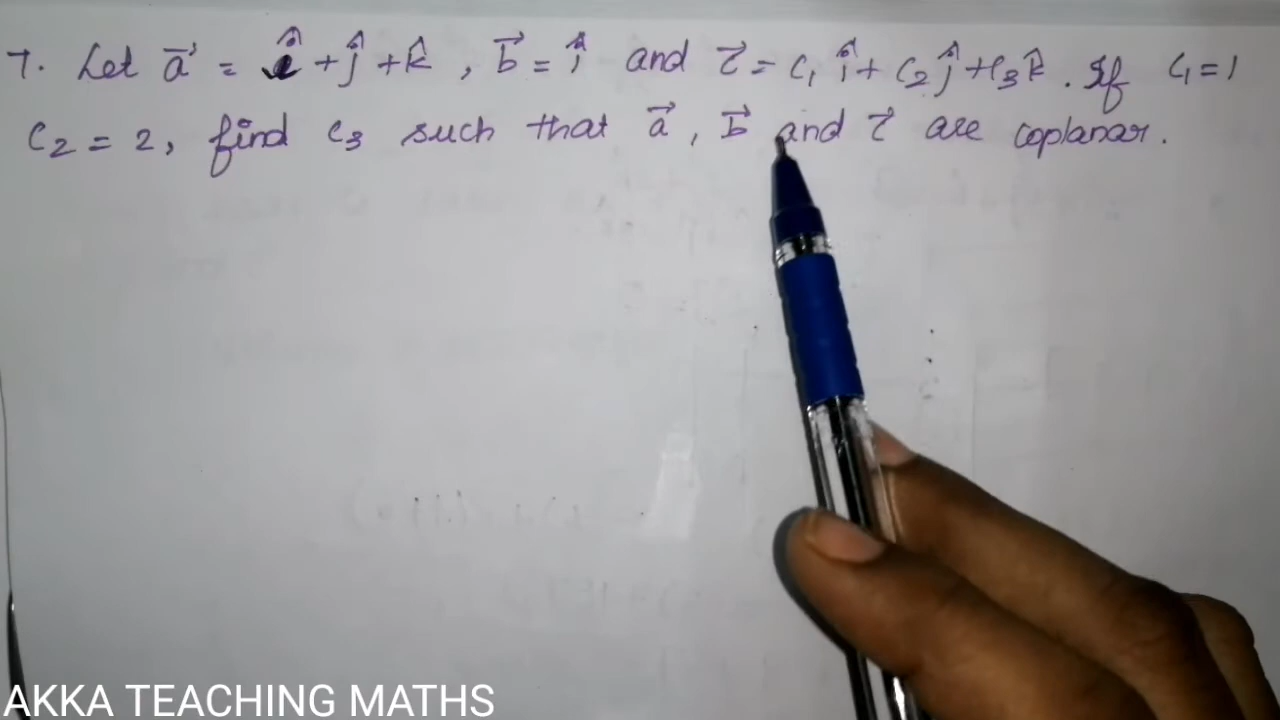 7. Let a⃗ = î + ĵ + k̂, b⃗ = î and c⃗ = c₁ î + c₂ ĵ + c₃ k̂. If c₁ = 1
c₂ = 2, find c₃ such that a⃗, b⃗ and c⃗ are coplanar.
AKKA TEACHING MATHS